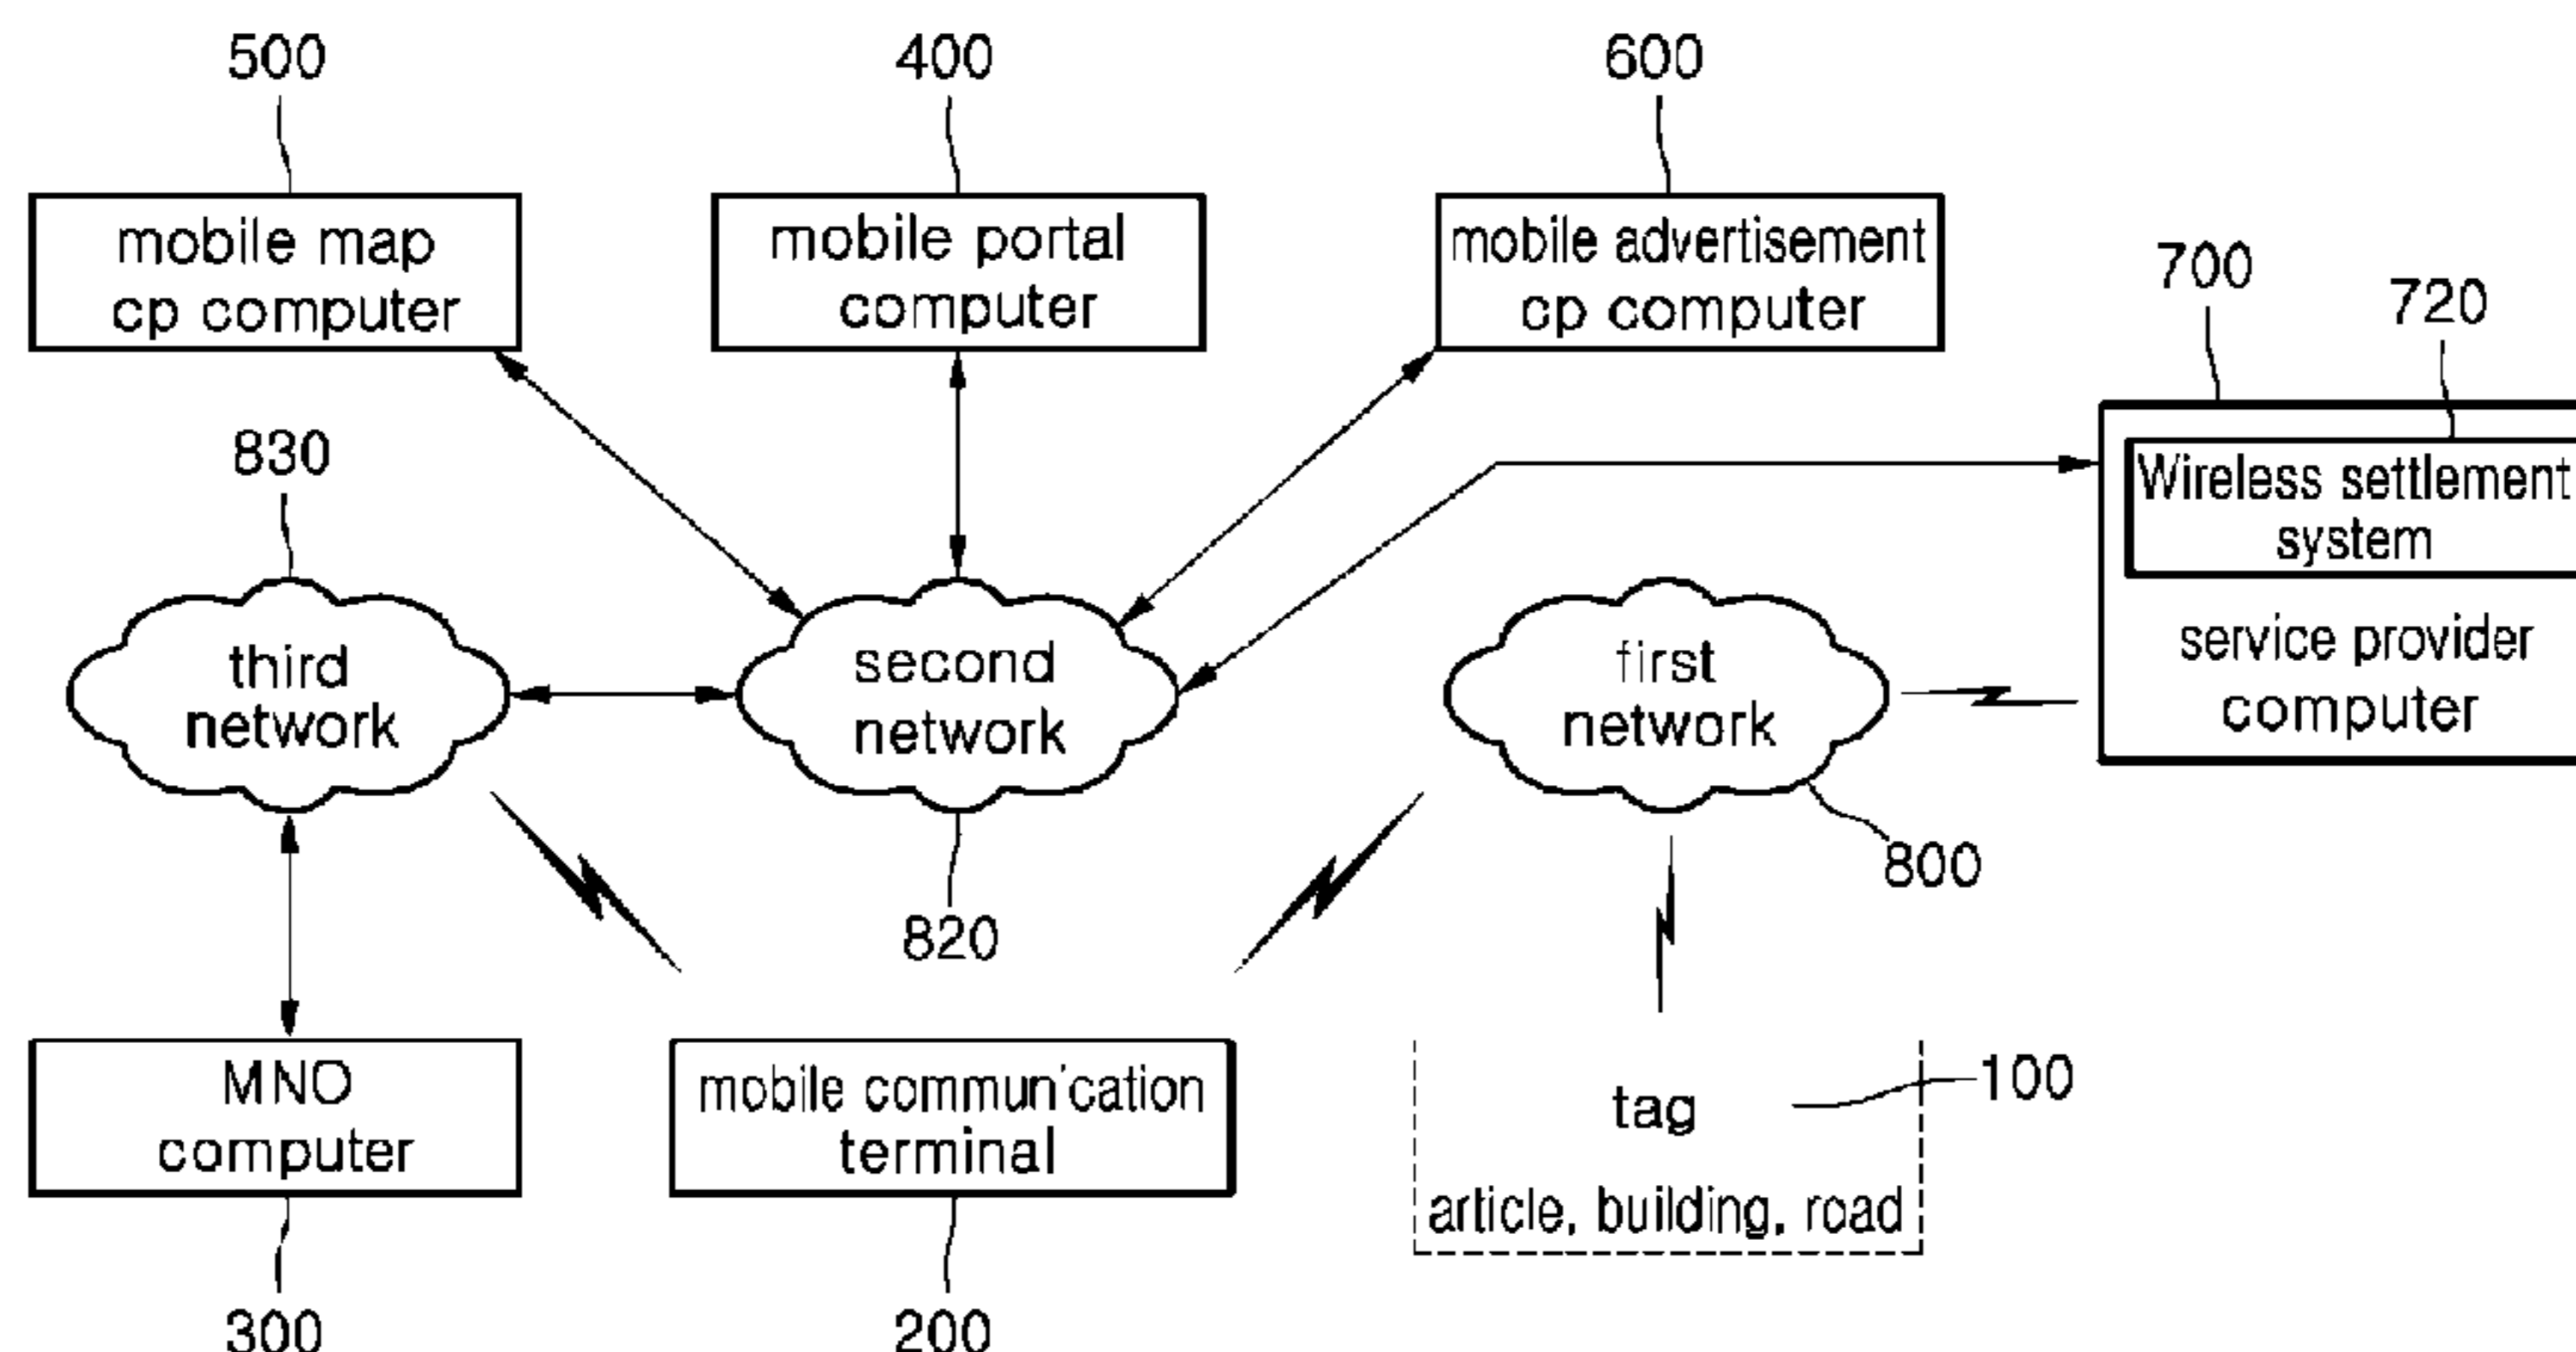 500
400
600
mobile map
cp computer
mobile portal
computer
mobile advertisement
cp computer
700
720
Wireless settlement
system
service provider
computer
830
third
network
second
network
first
network
800
820
MNO
computer
mobile commun'cation
terminal
tag
100
article, building, road
300
200